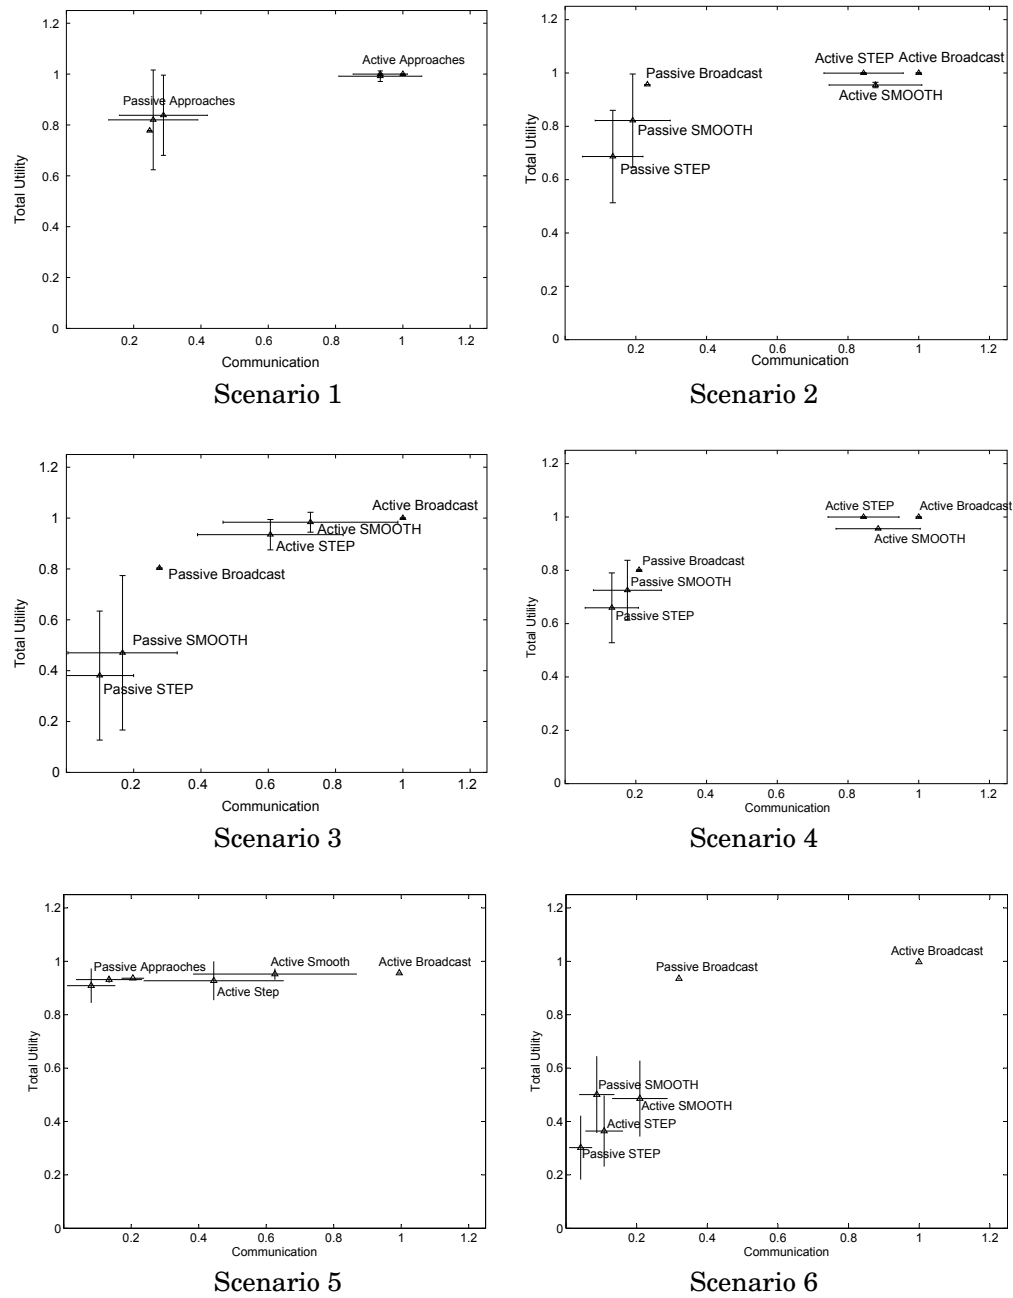 1.2
1
0.8
0.6
0.4
0.2
0
Total Utility
Active Approaches
Passive Approaches
0.2 0.4 0.6 0.8 1 1.2
Communication
Scenario 1
1.2
1
0.8
0.6
0.4
0.2
0
Total Utility
Active STEP Active Broadcast
Passive Broadcast
Active SMOOTH
Passive SMOOTH
Passive STEP
0.2 0.4 0.6 0.8 1 1.2
Communication
Scenario 2
1.2
1
0.8
0.6
0.4
0.2
0
Total Utility
Active Broadcast
Active SMOOTH
Active STEP
Passive Broadcast
Passive SMOOTH
Passive STEP
0.2 0.4 0.6 0.8 1 1.2
Communication
Scenario 3
1.2
1
0.8
0.6
0.4
0.2
0
Total Utility
Active STEP Active Broadcast
Active SMOOTH
Passive Broadcast
Passive SMOOTH
Passive STEP
0.2 0.4 0.6 0.8 1 1.2
Communication
Scenario 4
1.2
1
0.8
0.6
0.4
0.2
0
Total Utility
Passive Appraoches Active Smooth Active Broadcast
Active Step
0.2 0.4 0.6 0.8 1 1.2
Communication
Scenario 5
1.2
1
0.8
0.6
0.4
0.2
0
Total Utility
Active Broadcast
Passive Broadcast
Passive SMOOTH
Active SMOOTH
Active STEP
Passive STEP
0.2 0.4 0.6 0.8 1 1.2
Communication
Scenario 6